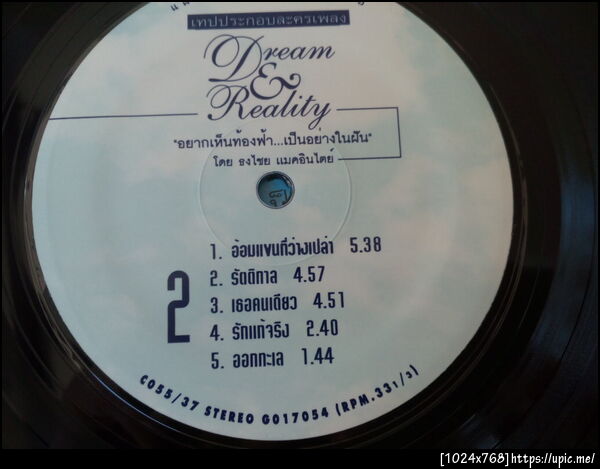 เทปประกอบละครเพลง
Dream
&
Reality
"อยากเห็นท้องฟ้า...เป็นอย่างในฝัน"
โดย ธงไชย แมคอินไตย์
2
1. อ้อมแขนที่ว่างเปล่า 5.38
2. รัตติกาล 4.57
3. เธอคนเดียว 4.51
4. รักแท้จริง 2.40
5. ออกทะเล 1.44
C055/37 STEREO G017054 (RPM.33 1/3)
[1024x768]https://upic.me/